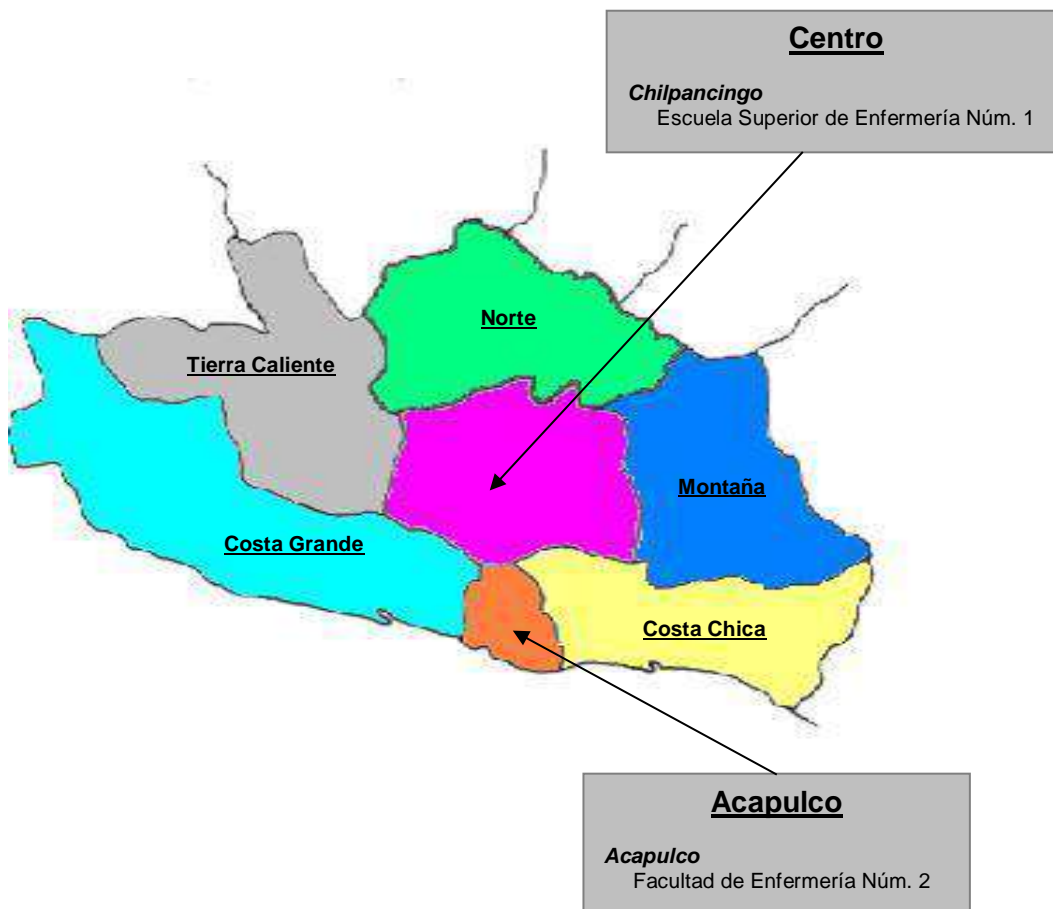 Centro
Chilpancingo
Escuela Superior de Enfermería Núm. 1
Norte
Tierra Caliente
Montaña
Costa Grande
Costa Chica
Acapulco
Acapulco
Facultad de Enfermería Núm. 2